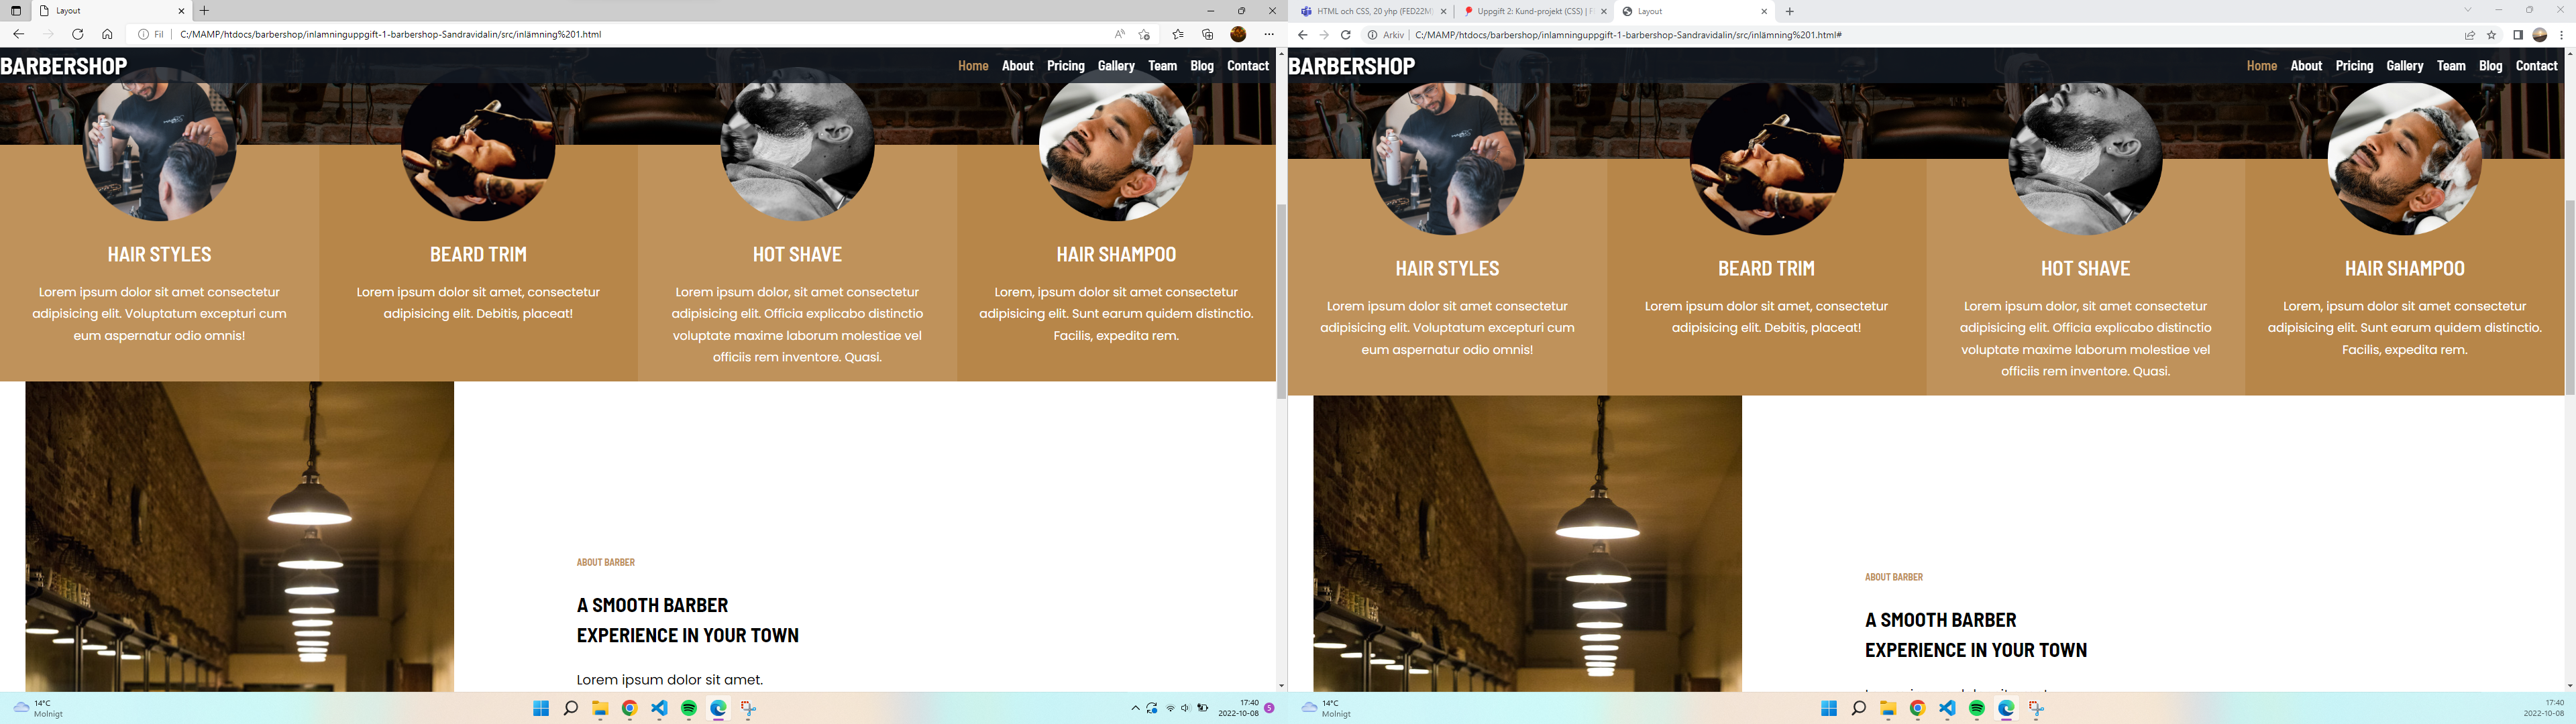 Layout
Fil
C:/MAMP/htdocs/barbershop/inlamninguppgift-1-barbershop-Sandravidalin/src/inlämning%201.html
BARBERSHOP
Home About Pricing Gallery Team Blog Contact
HAIR STYLES
Lorem ipsum dolor sit amet consectetur
adipisicing elit. Voluptatum excepturi cum
eum aspernatur odio omnis!
BEARD TRIM
Lorem ipsum dolor sit amet, consectetur
adipisicing elit. Debitis, placeat!
HOT SHAVE
Lorem ipsum dolor, sit amet consectetur
adipisicing elit. Officia explicabo distinctio
voluptate maxime laborum molestiae vel
officiis rem inventore. Quasi.
HAIR SHAMPOO
Lorem, ipsum dolor sit amet consectetur
adipisicing elit. Sunt earum quidem distinctio.
Facilis, expedita rem.
ABOUT BARBER
A SMOOTH BARBER
EXPERIENCE IN YOUR TOWN
Lorem ipsum dolor sit amet.
14°C
Molnigt
17:40
2022-10-08
5
HTML och CSS, 20 yhp (FED22M
Uppgift 2: Kund-projekt (CSS) |
Layout
Arkiv
C:/MAMP/htdocs/barbershop/inlamninguppgift-1-barbershop-Sandravidalin/src/inlämning%201.html#
BARBERSHOP
Home About Pricing Gallery Team Blog Contact
HAIR STYLES
Lorem ipsum dolor sit amet consectetur
adipisicing elit. Voluptatum excepturi cum
eum aspernatur odio omnis!
BEARD TRIM
Lorem ipsum dolor sit amet, consectetur
adipisicing elit. Debitis, placeat!
HOT SHAVE
Lorem ipsum dolor, sit amet consectetur
adipisicing elit. Officia explicabo distinctio
voluptate maxime laborum molestiae vel
officiis rem inventore. Quasi.
HAIR SHAMPOO
Lorem, ipsum dolor sit amet consectetur
adipisicing elit. Sunt earum quidem distinctio.
Facilis, expedita rem.
ABOUT BARBER
A SMOOTH BARBER
EXPERIENCE IN YOUR TOWN
14°C
Molnigt
17:40
2022-10-08